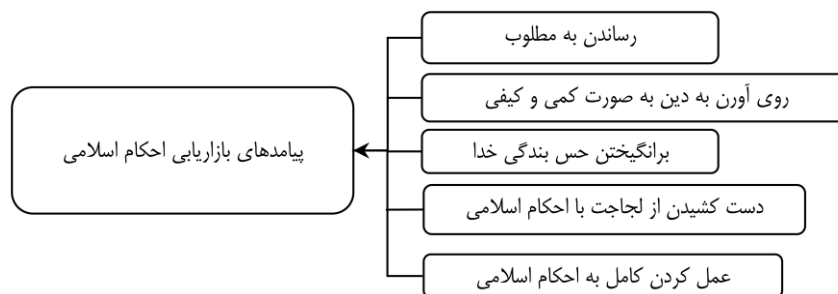 رساندن به مطلوب
روی آورن به دین به صورت کمی و کیفی
پیامدهای بازاریابی احکام اسلامی
برانگیختن حس بندگی خدا
دست کشیدن از لجاجت با احکام اسلامی
عمل کردن کامل به احکام اسلامی